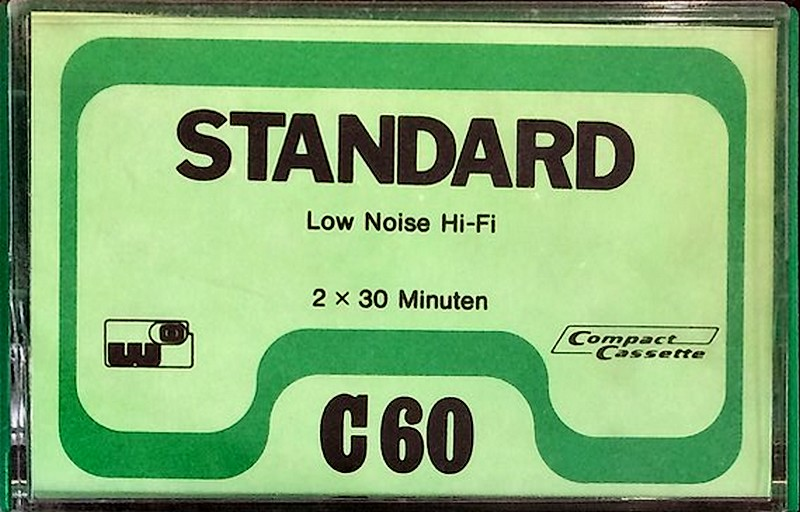 STANDARD
Low Noise Hi-Fi
2 × 30 Minuten
Compact
Cassette
C 60